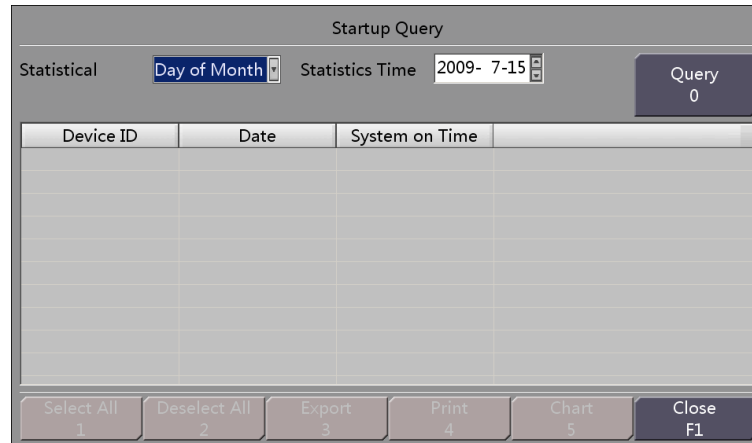 Startup Query
Statistical Day of Month Statistics Time 2009- 7-15
Query
0
Device ID Date System on Time
Select All Deselect All Export Print Chart Close
1 2 3 4 5 F1